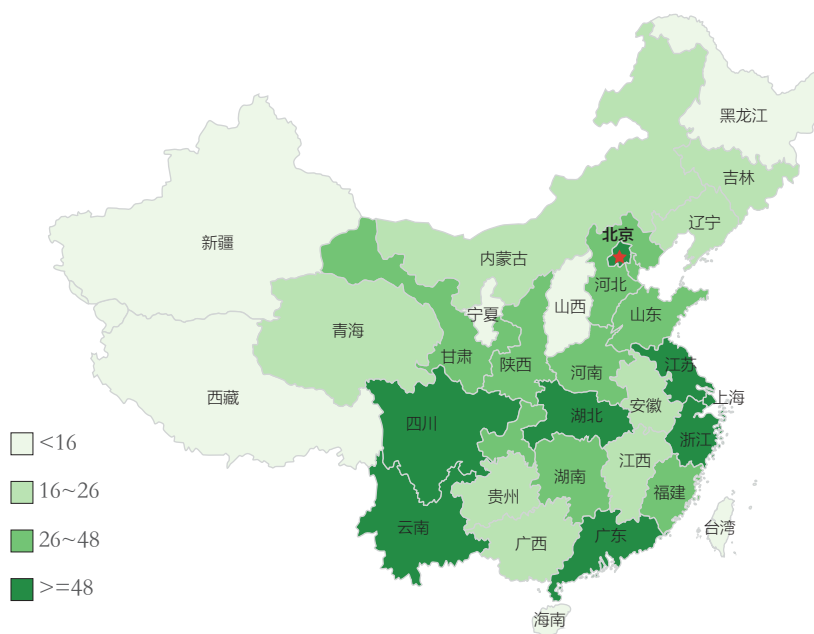 黑龙江
吉林
辽宁
北京
新疆
内蒙古
河北
山西
宁夏
山东
青海
甘肃
陕西
江苏
河南
西藏
上海
安徽
湖北
四川
浙江
江西
湖南
贵州
福建
云南
广东
台湾
广西
海南
<16
16~26
26~48
>=48